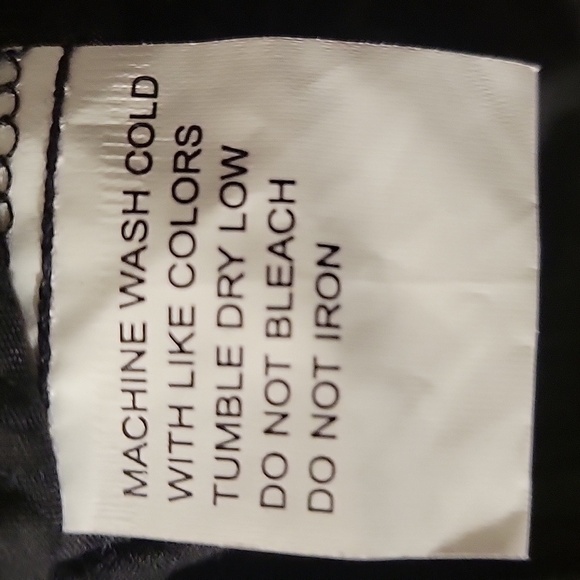 MACHINE WASH COLD
WITH LIKE COLORS
TUMBLE DRY LOW
DO NOT BLEACH
DO NOT IRON